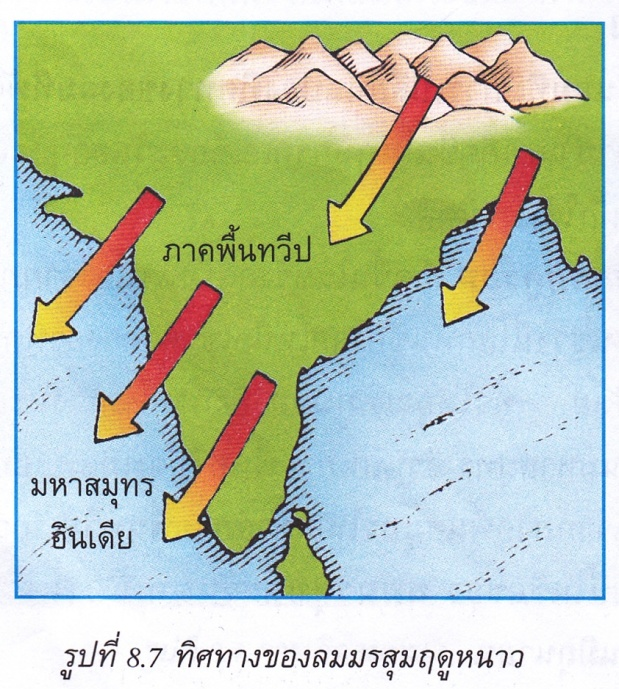 ภาคพื้นทวีป
มหาสมุทร
ฮินเดีย
รูปที่ 8.7 ทิศทางของลมมรสุมฤดูหนาว